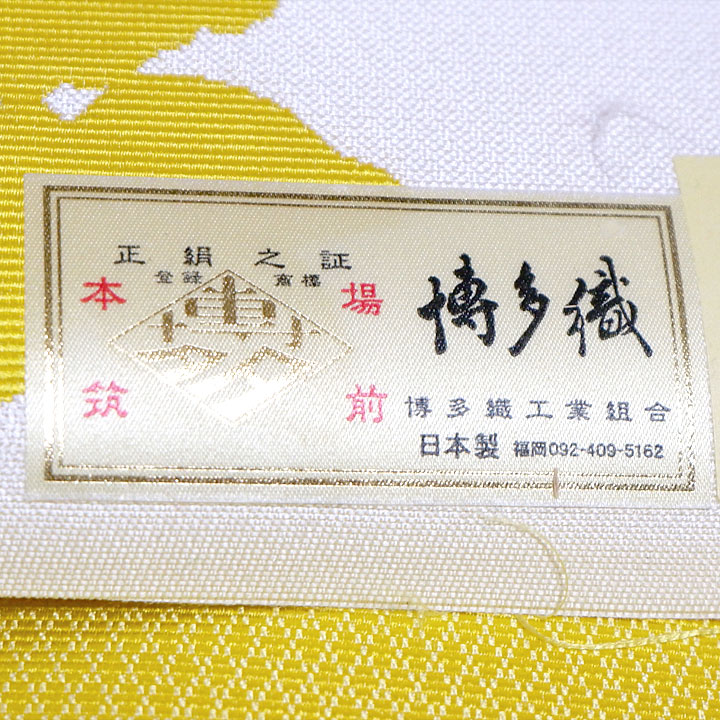 正絹之証
登録 商標
本 場
筑 前
博多織
博多織工業組合
日本製 福岡092-409-5162